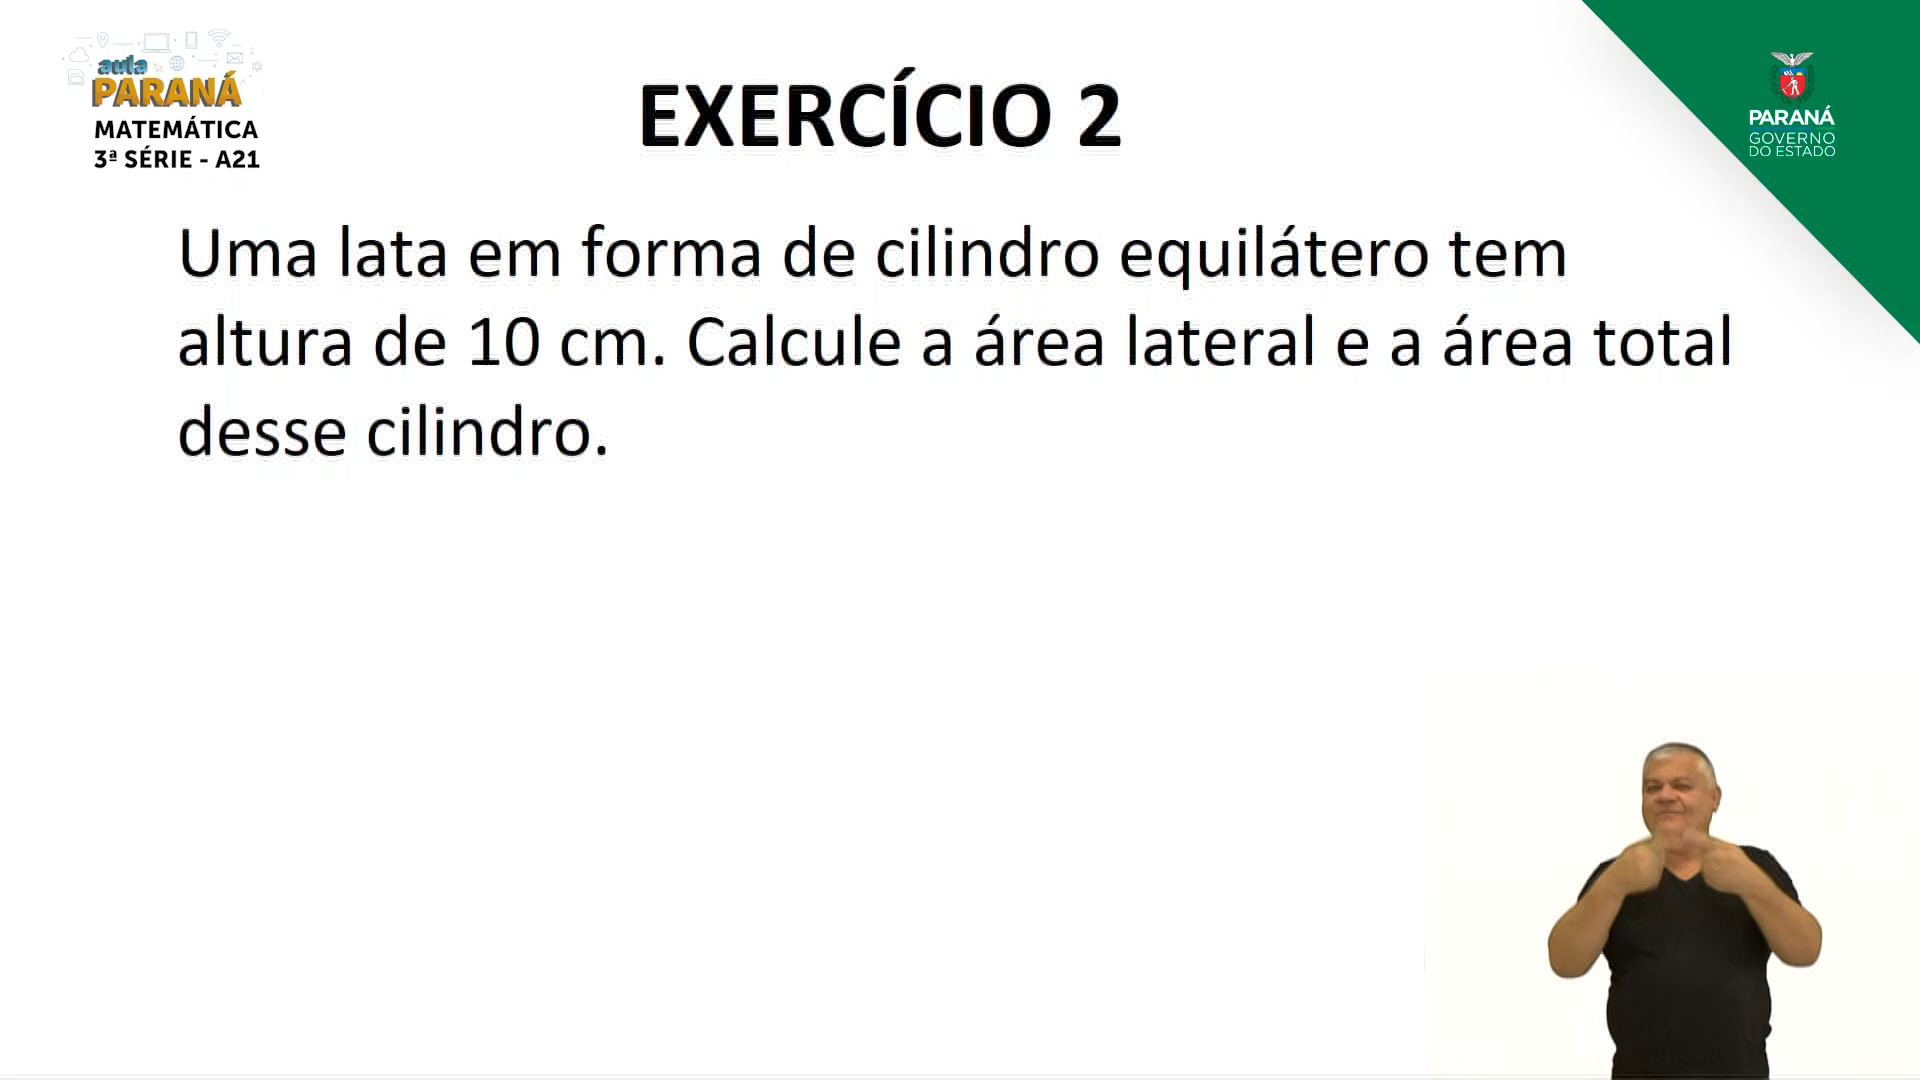 aula
PARANÁ
MATEMÁTICA
3ª SÉRIE - A21
EXERCÍCIO 2
PARANÁ
GOVERNO
DO ESTADO
Uma lata em forma de cilindro equilátero tem
altura de 10 cm. Calcule a área lateral e a área total
desse cilindro.